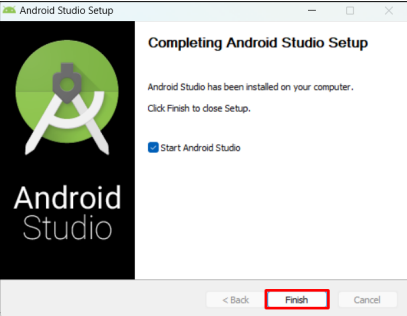 Android Studio Setup
Completing Android Studio Setup
Android Studio has been installed on your computer.
Click Finish to close Setup.
Start Android Studio
Android
Studio
< Back
Finish
Cancel